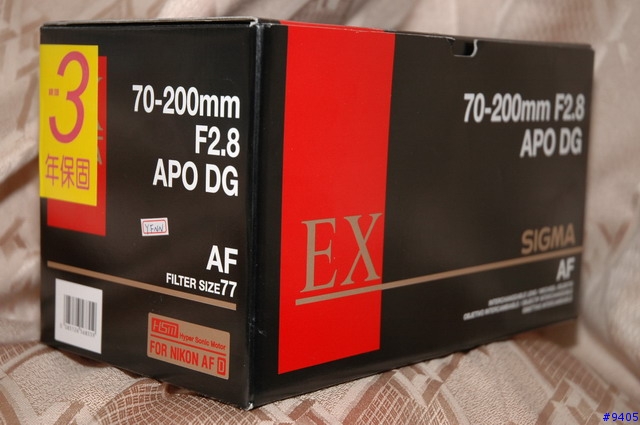 3
年保固
70-200mm
F2.8
APO DG
YFNN
AF
FILTER SIZE77
HSM Hyper Sonic Motor
FOR NIKON AF D
70-200mm F2.8
APO DG
EX
SIGMA
AF
#9405